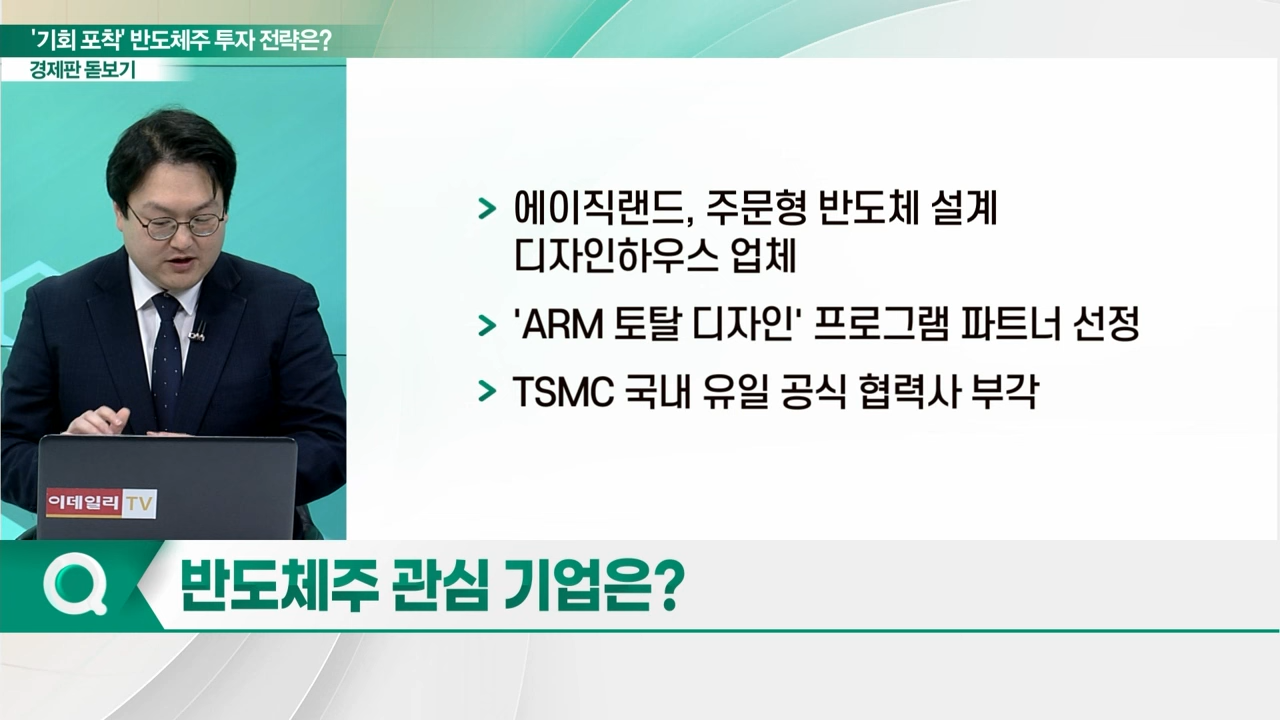 '기회 포착' 반도체주 투자 전략은?
경제판 돋보기
에이직랜드, 주문형 반도체 설계
디자인하우스 업체
'ARM 토탈 디자인' 프로그램 파트너 선정
TSMC 국내 유일 공식 협력사 부각
이데일리TV
반도체주 관심 기업은?